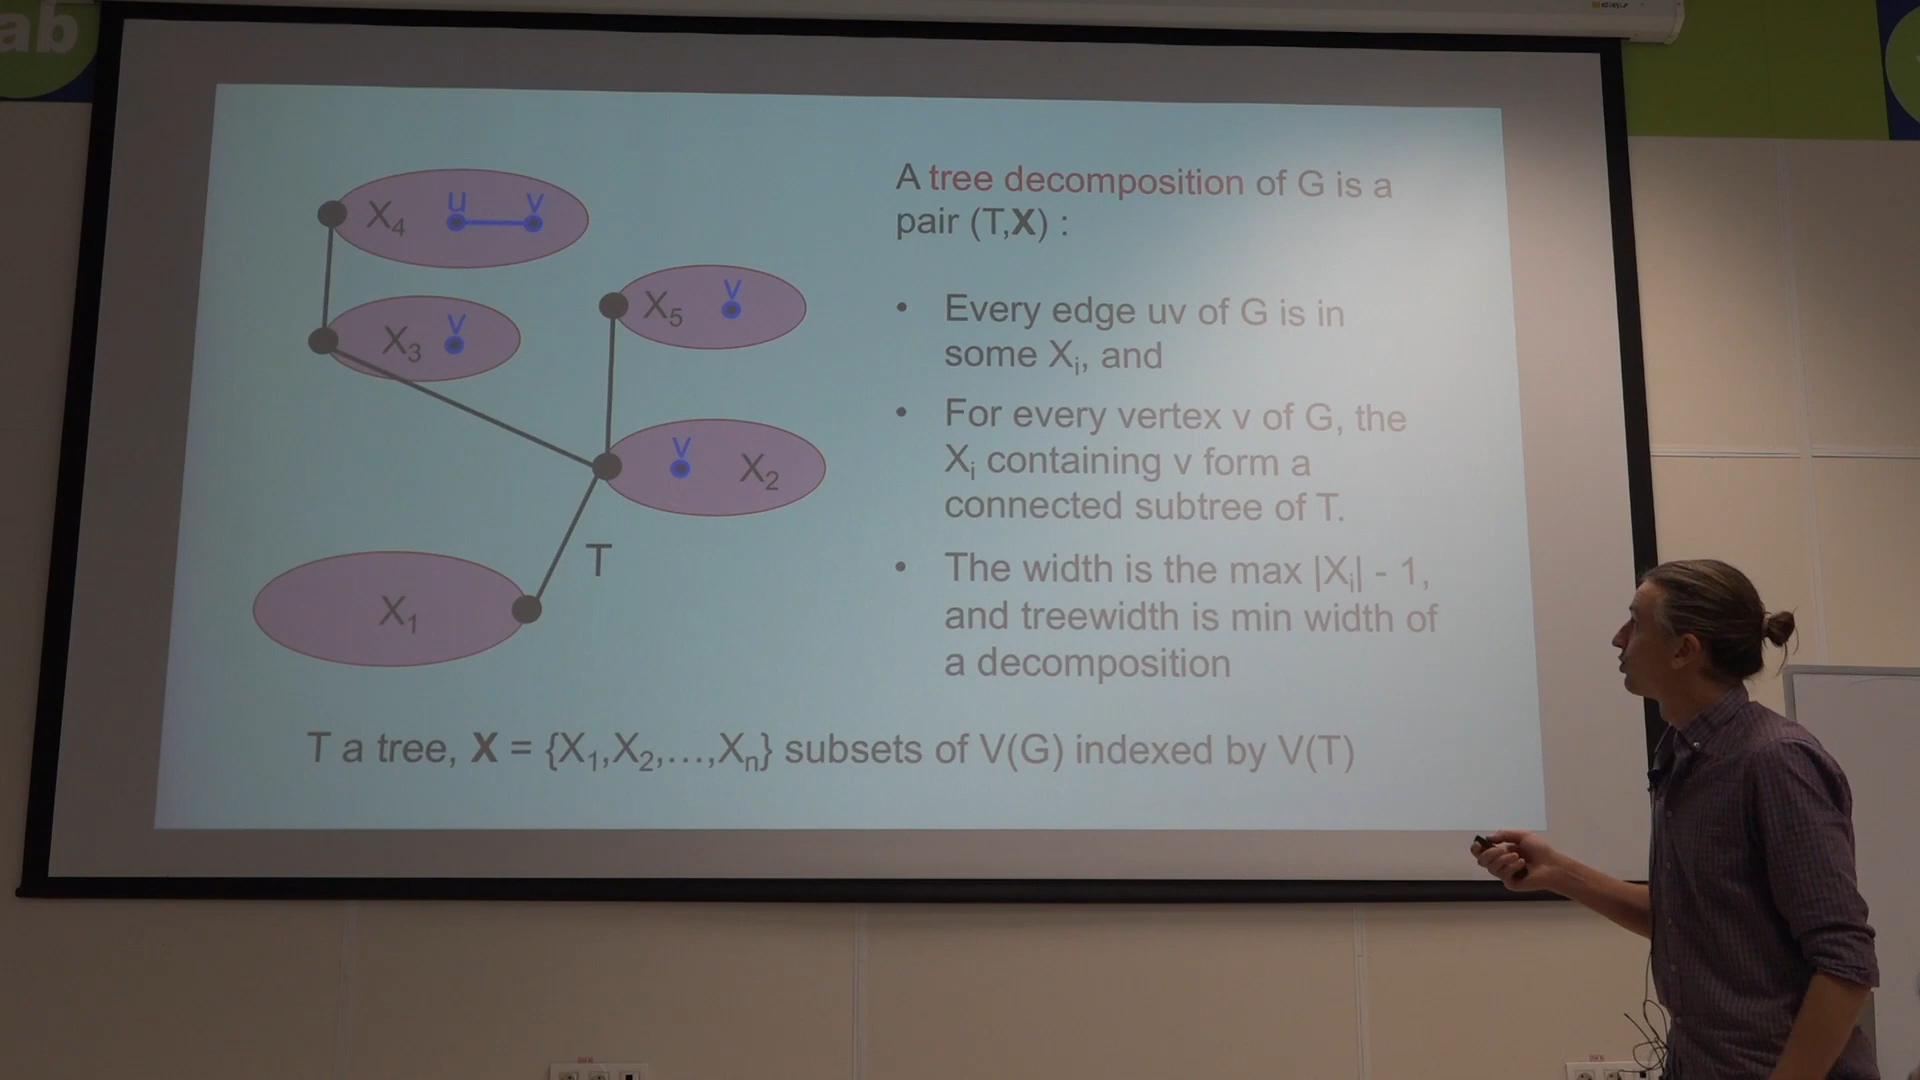 ab
A tree decomposition of G is a
pair (T,X) :
• Every edge uv of G is in
some Xi, and
• For every vertex v of G, the
Xi containing v form a
connected subtree of T.
• The width is the max |Xi| - 1,
and treewidth is min width of
a decomposition
X4 u v
X3 v
X5 v
v X2
T
X1
T a tree, X = {X1,X2,...,Xn} subsets of V(G) indexed by V(T)